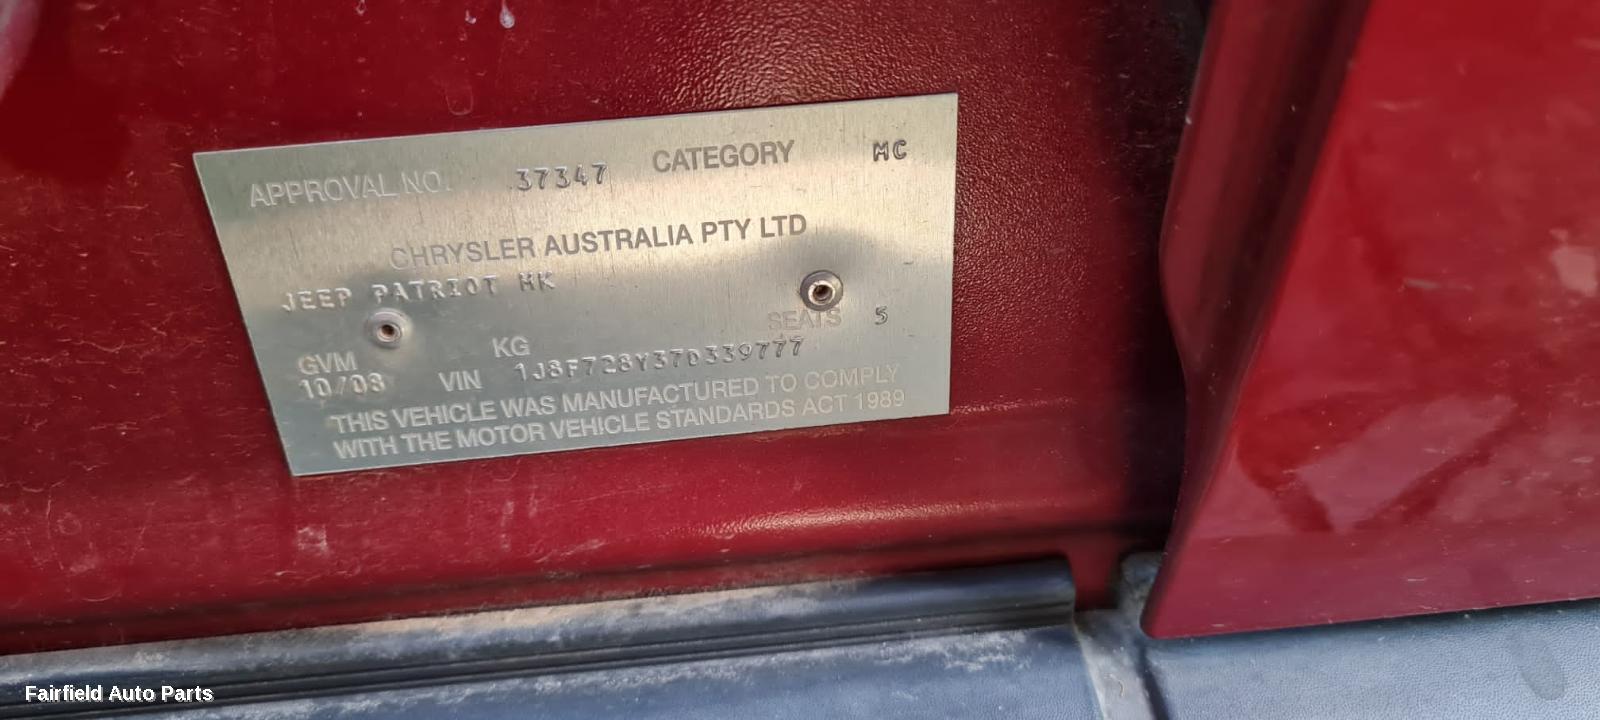 APPROVAL NO. 37347 CATEGORY MC
CHRYSLER AUSTRALIA PTY LTD
JEEP PATRIOT MK
SEATS 5
GVM KG
10/08 VIN 1J8F728Y37D339777
THIS VEHICLE WAS MANUFACTURED TO COMPLY
WITH THE MOTOR VEHICLE STANDARDS ACT 1989
Fairfield Auto Parts